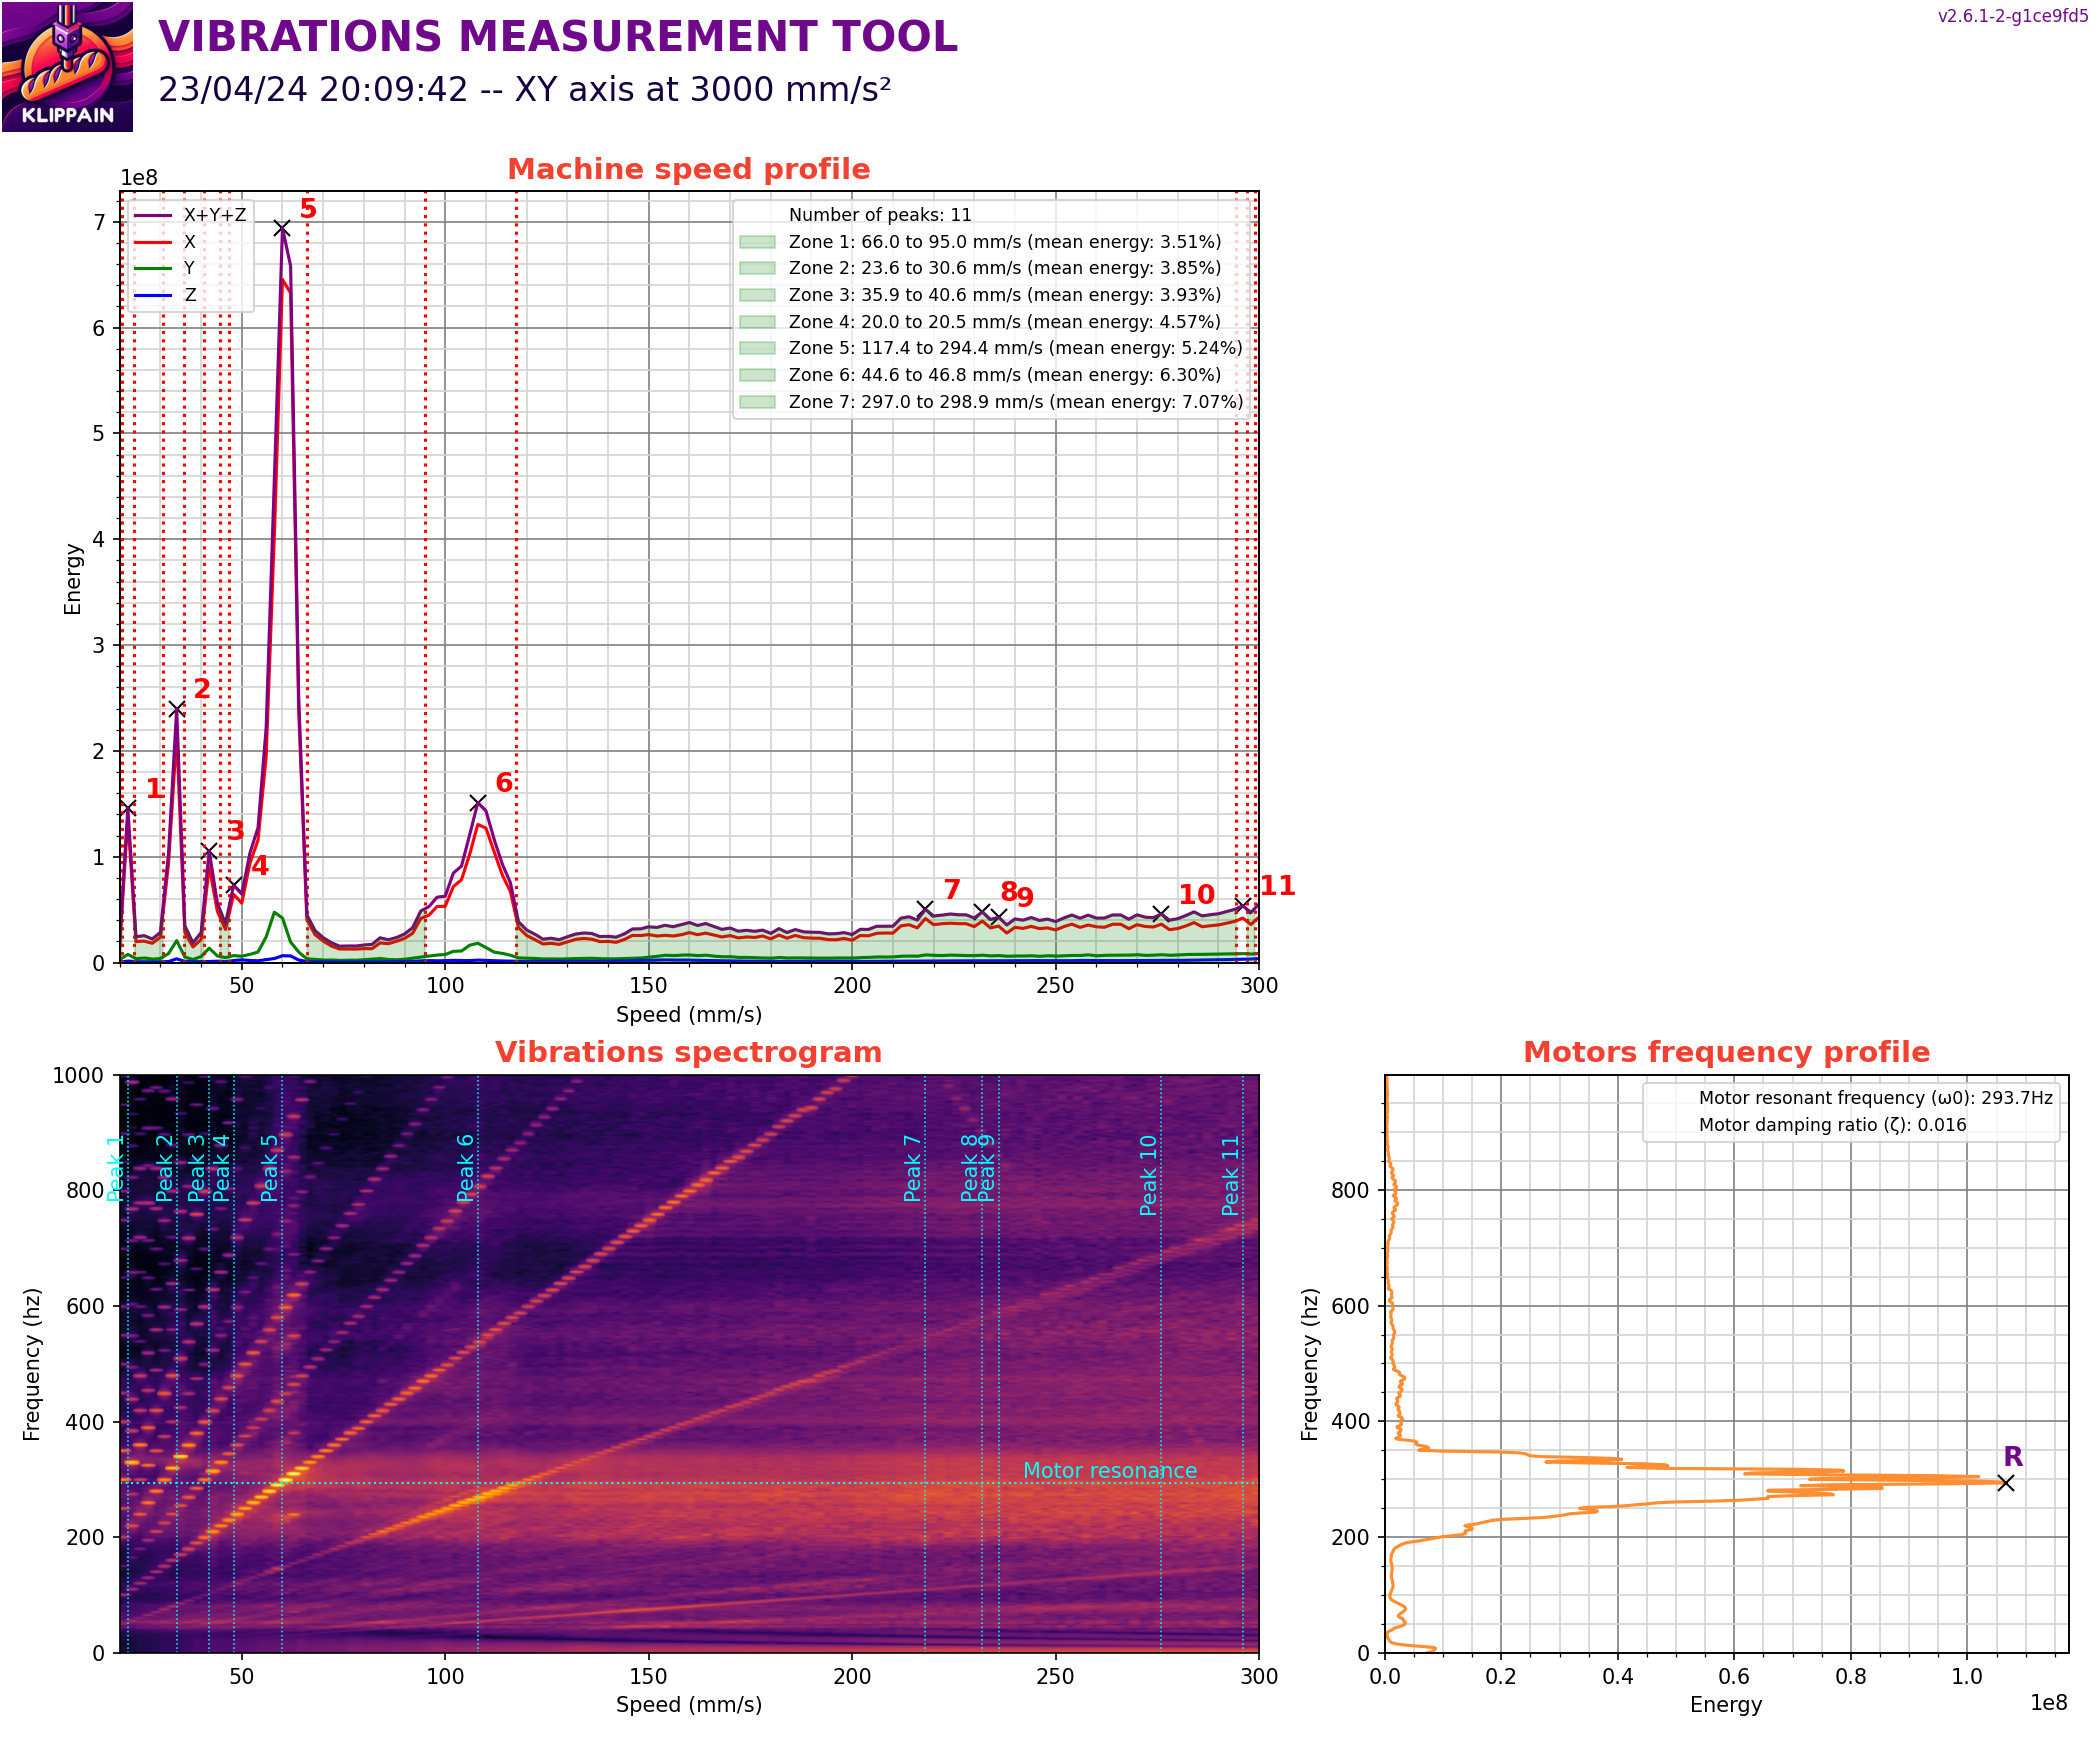 KLIPPAIN
VIBRATIONS MEASUREMENT TOOL
23/04/24 20:09:42 -- XY axis at 3000 mm/s²
v2.6.1-2-g1ce9fd5
Machine speed profile
1e8
X+Y+Z
X
Y
Z
Number of peaks: 11
Zone 1: 66.0 to 95.0 mm/s (mean energy: 3.51%)
Zone 2: 23.6 to 30.6 mm/s (mean energy: 3.85%)
Zone 3: 35.9 to 40.6 mm/s (mean energy: 3.93%)
Zone 4: 20.0 to 20.5 mm/s (mean energy: 4.57%)
Zone 5: 117.4 to 294.4 mm/s (mean energy: 5.24%)
Zone 6: 44.6 to 46.8 mm/s (mean energy: 6.30%)
Zone 7: 297.0 to 298.9 mm/s (mean energy: 7.07%)
7
6
5
4
3
2
1
0
Energy
1
2
3
4
5
6
7
8
9
10
11
50 100 150 200 250 300
Speed (mm/s)
Vibrations spectrogram
1000
800
600
400
200
0
Frequency (hz)
Peak 1
Peak 2
Peak 3
Peak 4
Peak 5
Peak 6
Peak 7
Peak 8
Peak 9
Peak 10
Peak 11
Motor resonance
50 100 150 200 250 300
Speed (mm/s)
Motors frequency profile
Motor resonant frequency (ω0): 293.7Hz
Motor damping ratio (ζ): 0.016
800
600
400
200
0
Frequency (hz)
R
0.0 0.2 0.4 0.6 0.8 1.0
Energy
1e8